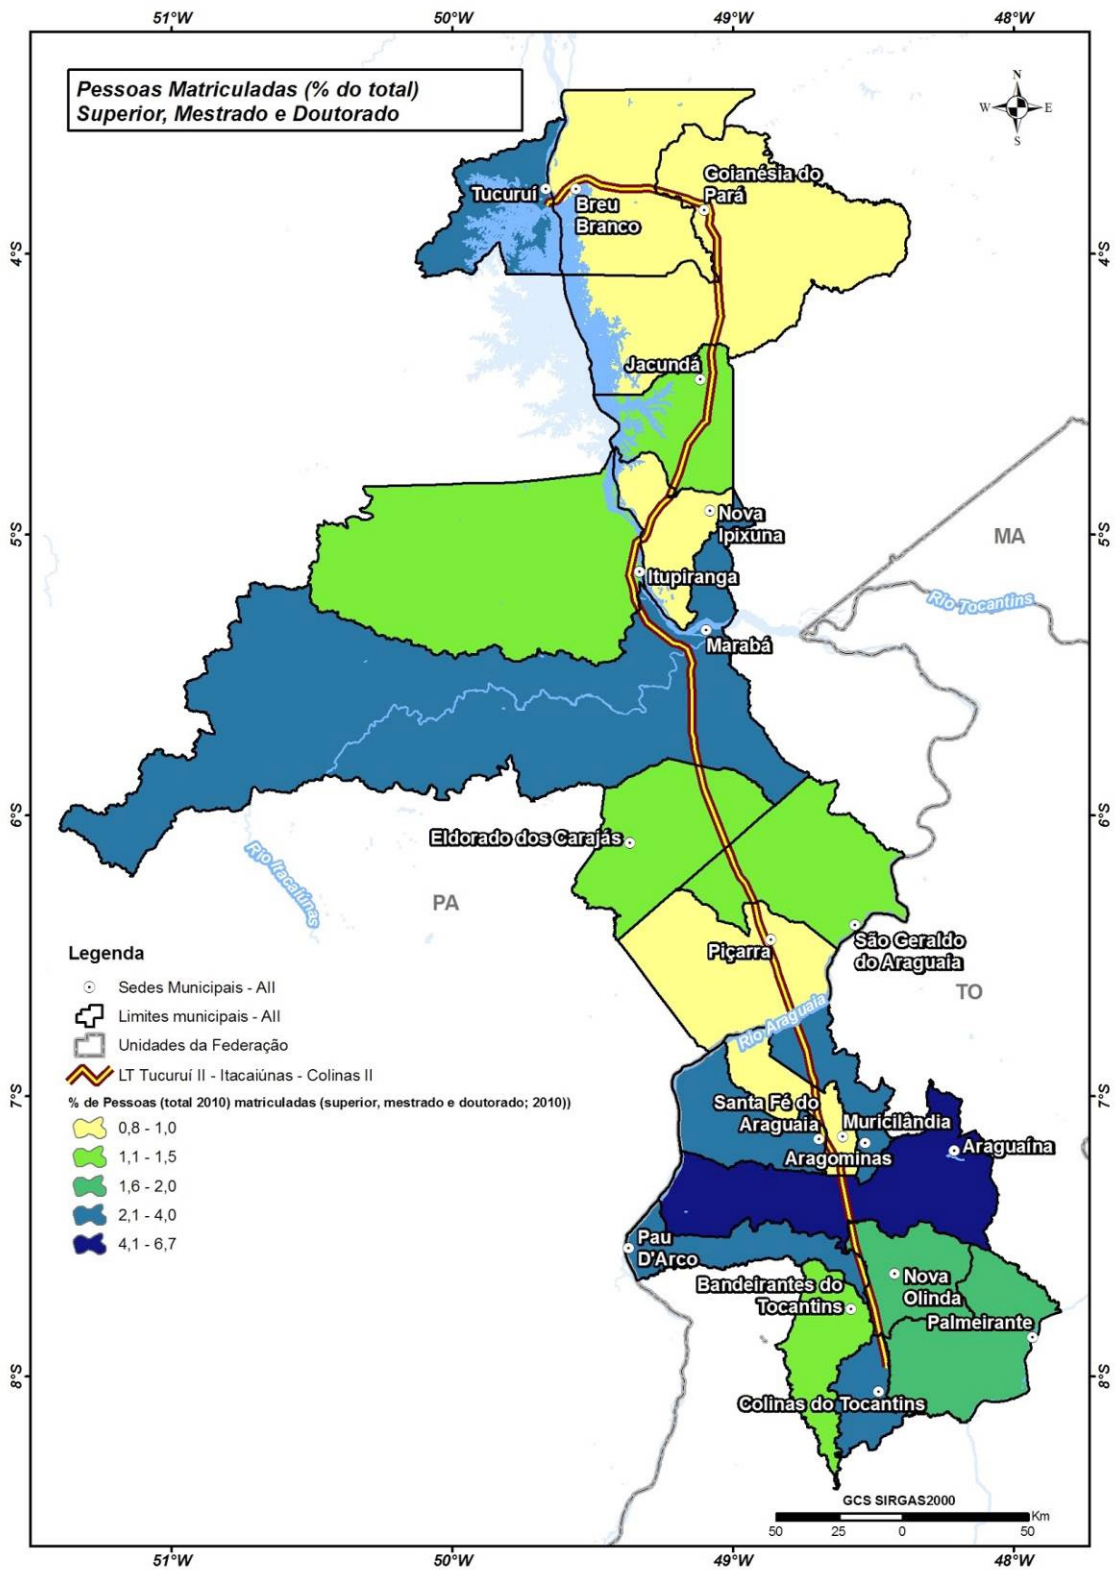 51°W 50°W 49°W 48°W
Pessoas Matriculadas (% do total)
Superior, Mestrado e Doutorado
N
W E
S
Goianésia do
Pará
Tucuruí
Breu
Branco
4°S 4°S
Jacundá
Nova
Ipixuna
MA
5°S 5°S
Itupiranga
Rio Tocantins
Marabá
6°S 6°S
Eldorado dos Carajás
Rio Itacaiúnas
PA
São Geraldo
do Araguaia
Piçarra
TO
Rio Araguaia
Legenda
Sedes Municipais - AII
Limites municipais - AII
Unidades da Federação
LT Tucuruí II - Itacaiúnas - Colinas II
% de Pessoas (total 2010) matriculadas (superior, mestrado e doutorado; 2010))
0,8 - 1,0
1,1 - 1,5
1,6 - 2,0
2,1 - 4,0
4,1 - 6,7
7°S 7°S
Santa Fé do
Araguaia
Muricilândia
Aragominas
Araguaína
Pau
D'Arco
Bandeirantes do
Tocantins
Nova
Olinda
Palmeirante
8°S 8°S
Colinas do Tocantins
GCS SIRGAS2000
Km
50 25 0 50
51°W 50°W 49°W 48°W